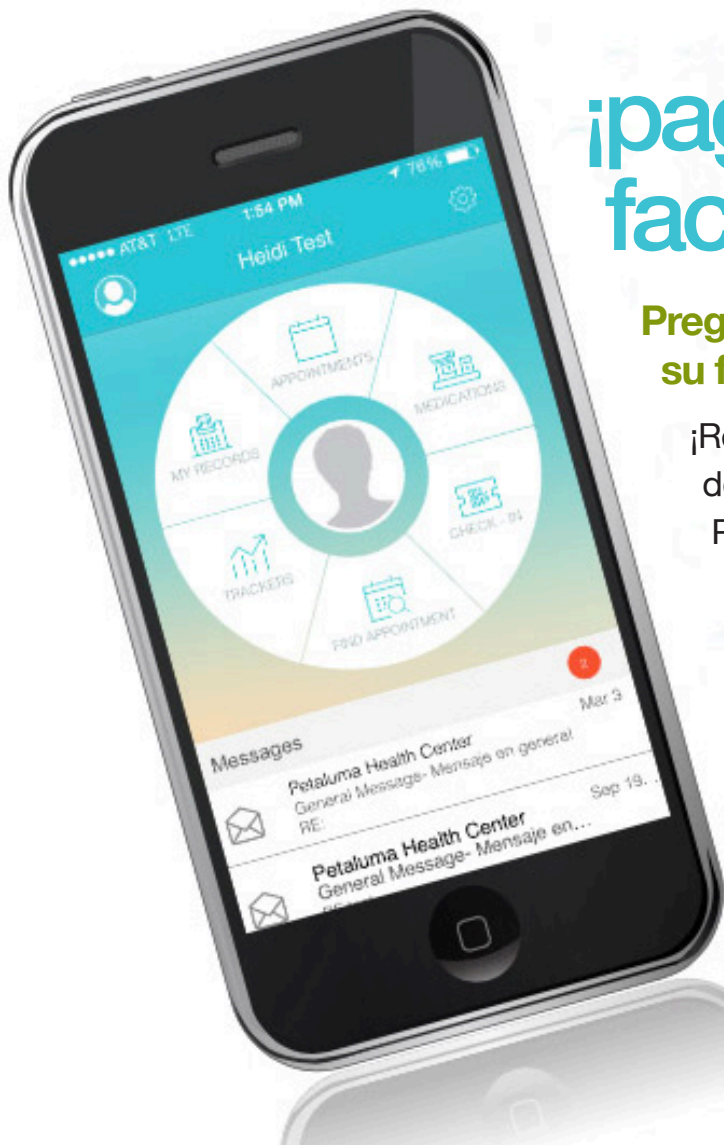 AT&T LTE 1:54 PM 76%
Heidi Test
APPOINTMENTS
MEDICATIONS
MY RECORDS
CHECK - IN
TRACKERS
FIND APPOINTMENT
2
Messages
Petaluma Health Center Mar 3
General Message- Mensaje en general
RE:
Petaluma Health Center Sep 19...
General Message- Mensaje en...
¡pag
fac
Preg
su f
¡R
d